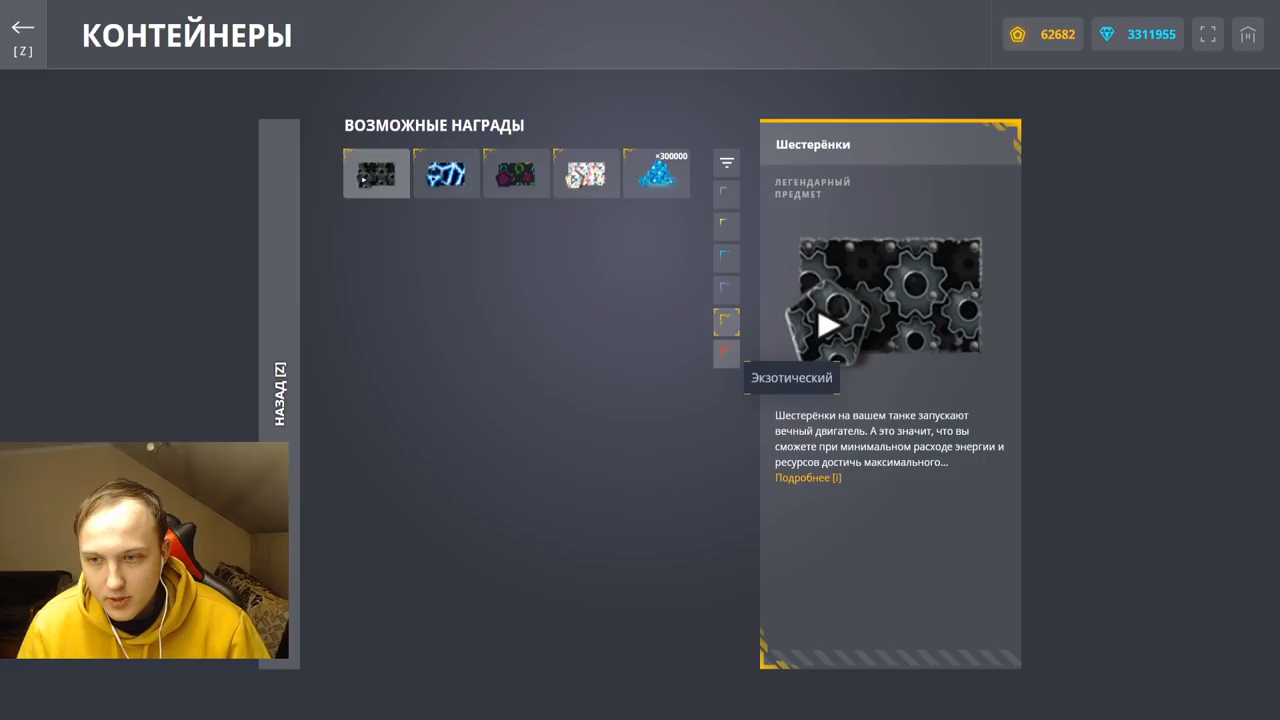 [Z]
КОНТЕЙНЕРЫ
62682
3311955
H
ВОЗМОЖНЫЕ НАГРАДЫ
×300000
НАЗАД [Z]
Шестерёнки
ЛЕГЕНДАРНЫЙ
ПРЕДМЕТ
Экзотический
Шестерёнки на вашем танке запускают
вечный двигатель. А это значит, что вы
сможете при минимальном расходе энергии и
ресурсов достичь максимального...
Подробнее [I]